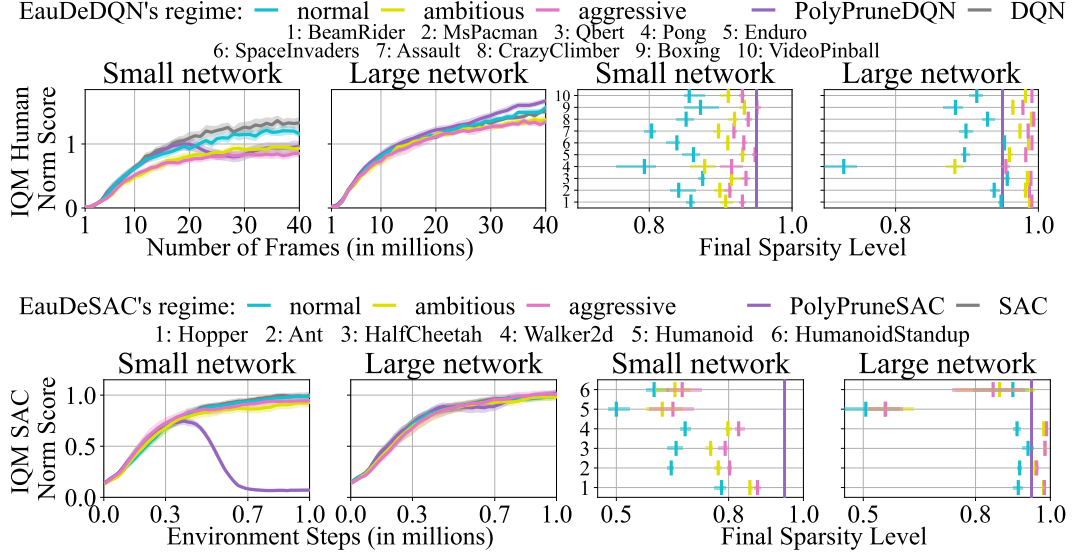 EauDeDQN's regime: normal ambitious aggressive PolyPruneDQN DQN
1: BeamRider 2: MsPacman 3: Qbert 4: Pong 5: Enduro
6: SpaceInvaders 7: Assault 8: CrazyClimber 9: Boxing 10: VideoPinball
Small network Large network Small network Large network
IQM Human
Norm Score
1
0
10
9
8
7
6
5
4
3
2
1
1 10 20 30 40 1 10 20 30 40 0.8 1.0 0.8 1.0
Number of Frames (in millions) Final Sparsity Level
EauDeSAC's regime: normal ambitious aggressive PolyPruneSAC SAC
1: Hopper 2: Ant 3: HalfCheetah 4: Walker2d 5: Humanoid 6: HumanoidStandup
Small network Large network Small network Large network
IQM SAC
Norm Score
1.0
0.5
0.0
6
5
4
3
2
1
0.0 0.3 0.7 1.0 0.0 0.3 0.7 1.0 0.5 0.8 1.0 0.5 0.8 1.0
Environment Steps (in millions) Final Sparsity Level